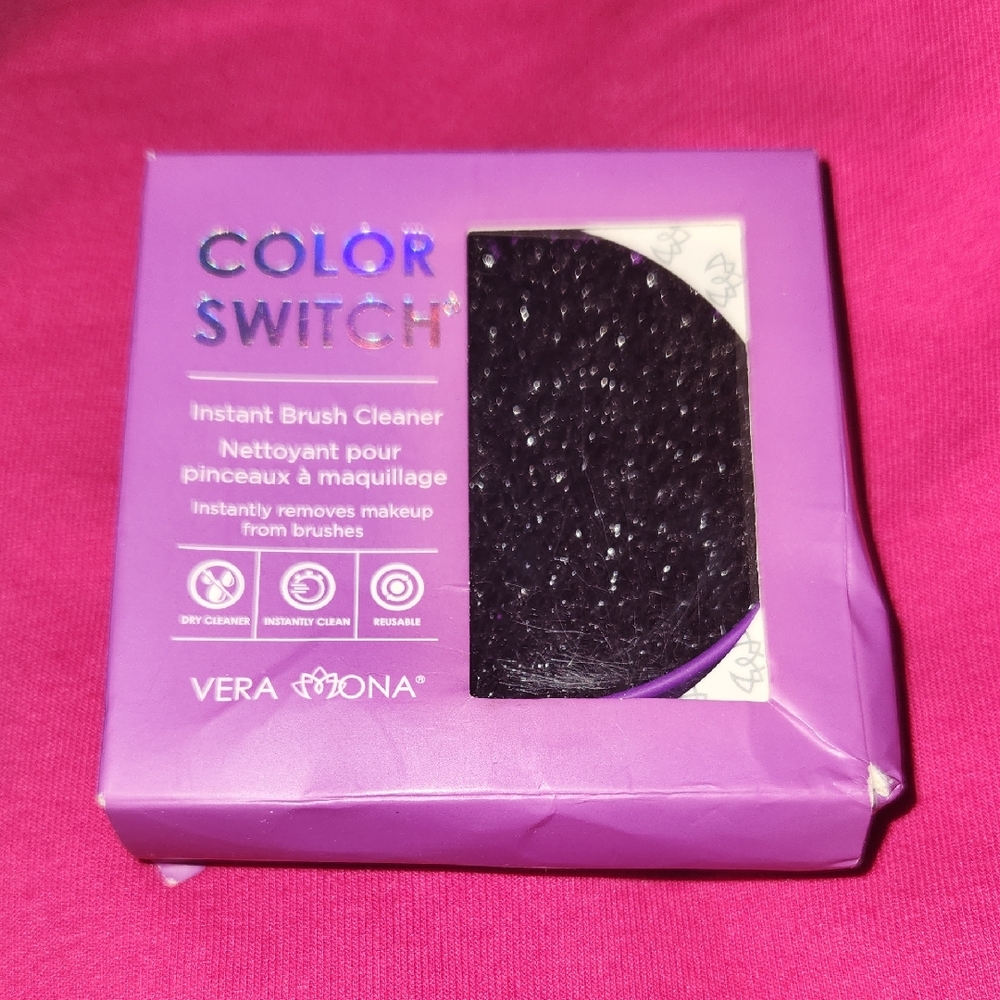 COLOR
SWITCH®
Instant Brush Cleaner
Nettoyant pour
pinceaux à maquillage
Instantly removes makeup
from brushes
DRY CLEANER INSTANTLY CLEAN REUSABLE
VERA MONA®